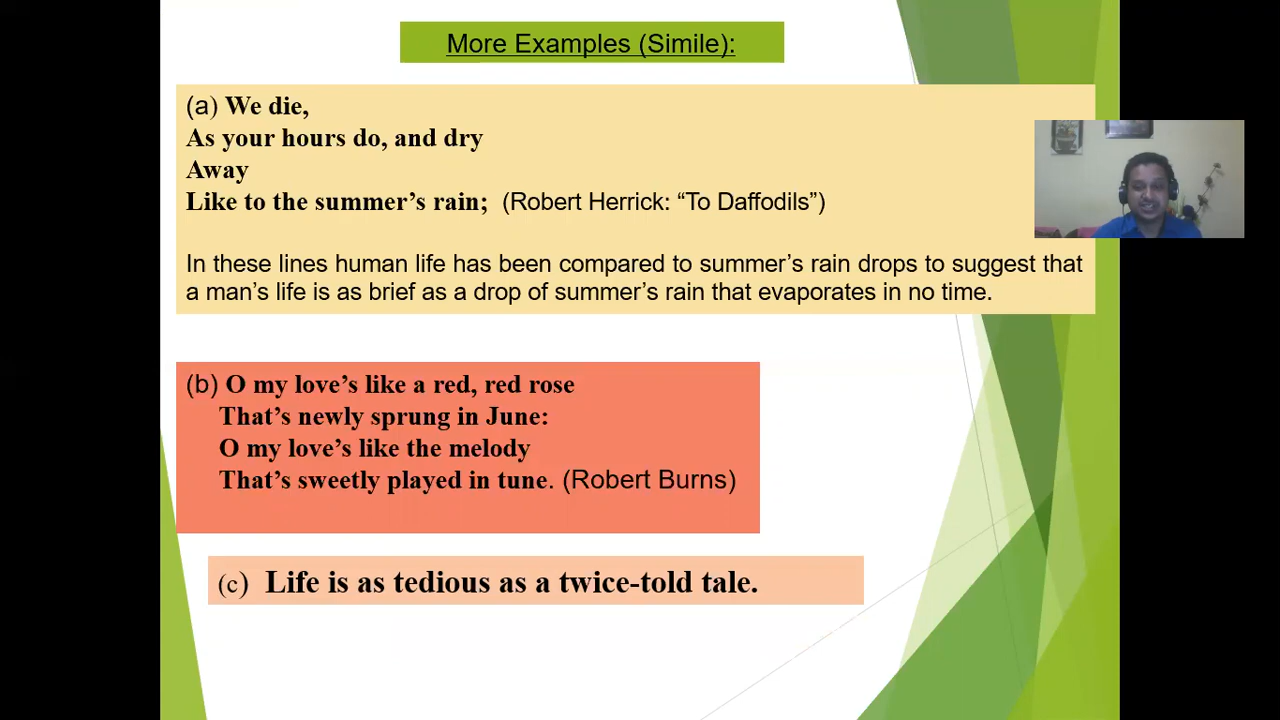 More Examples (Simile):
(a) We die,
As your hours do, and dry
Away
Like to the summer’s rain; (Robert Herrick: “To Daffodils”)
In these lines human life has been compared to summer’s rain drops to suggest that
a man’s life is as brief as a drop of summer’s rain that evaporates in no time.
(b) O my love’s like a red, red rose
That’s newly sprung in June:
O my love’s like the melody
That’s sweetly played in tune. (Robert Burns)
(c) Life is as tedious as a twice-told tale.